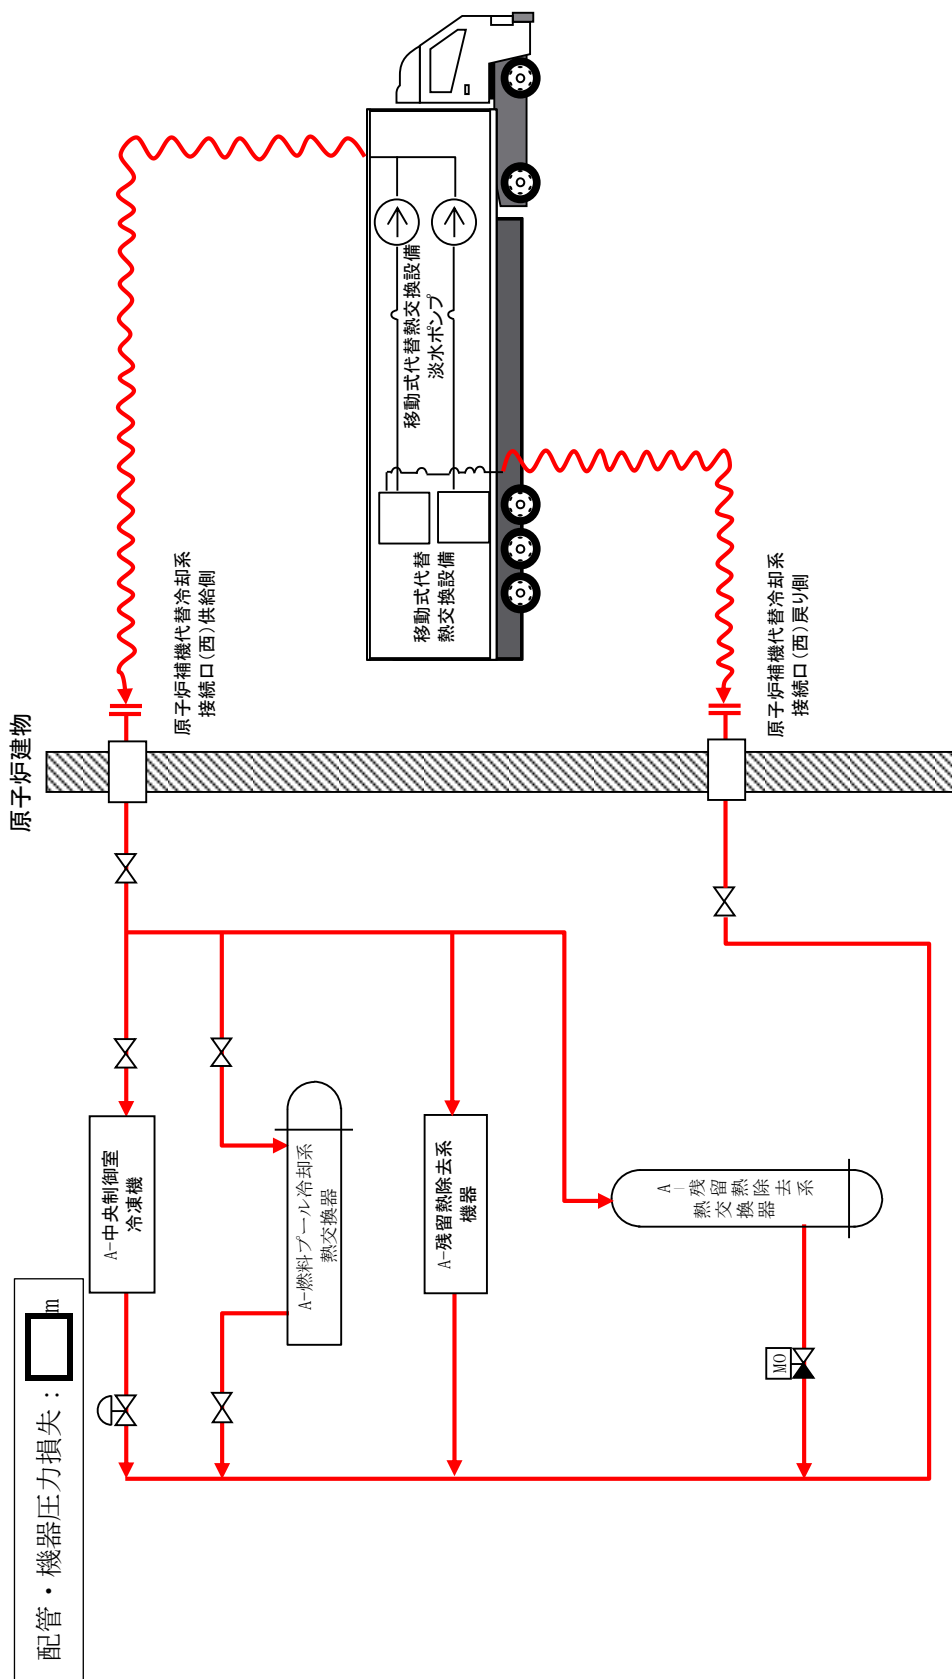 原子炉建物
配管・機器圧力損失：
m
A-中央制御室
冷凍機
A-燃料プール冷却系
熱交換器
A-残留熱除去系
機器
A-残留熱除去系
熱交換器
MO
原子炉補機代替冷却系
接続口(西)供給側
原子炉補機代替冷却系
接続口(西)戻り側
移動式代替
熱交換設備
移動式代替熱交換設備
淡水ポンプ